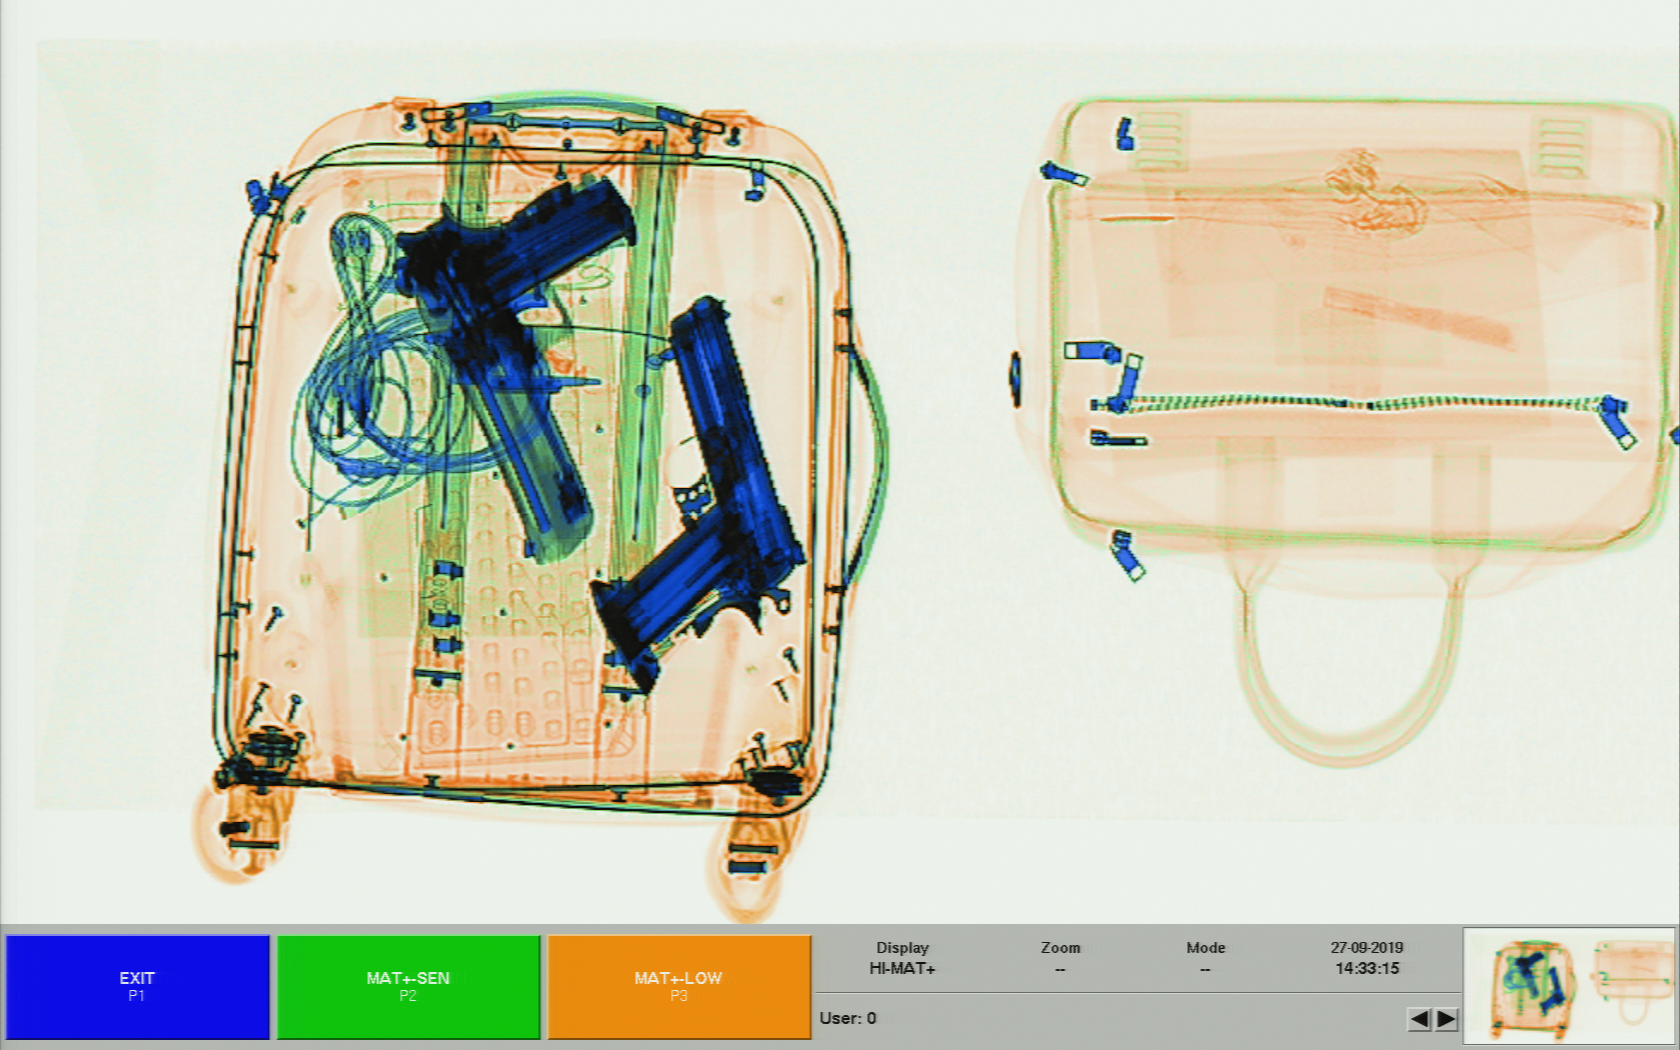 EXIT
P1
MAT+-SEN
P2
MAT+-LOW
P3
Display
HI-MAT+
Zoom
--
Mode
--
27-09-2019
14:33:15
User: 0